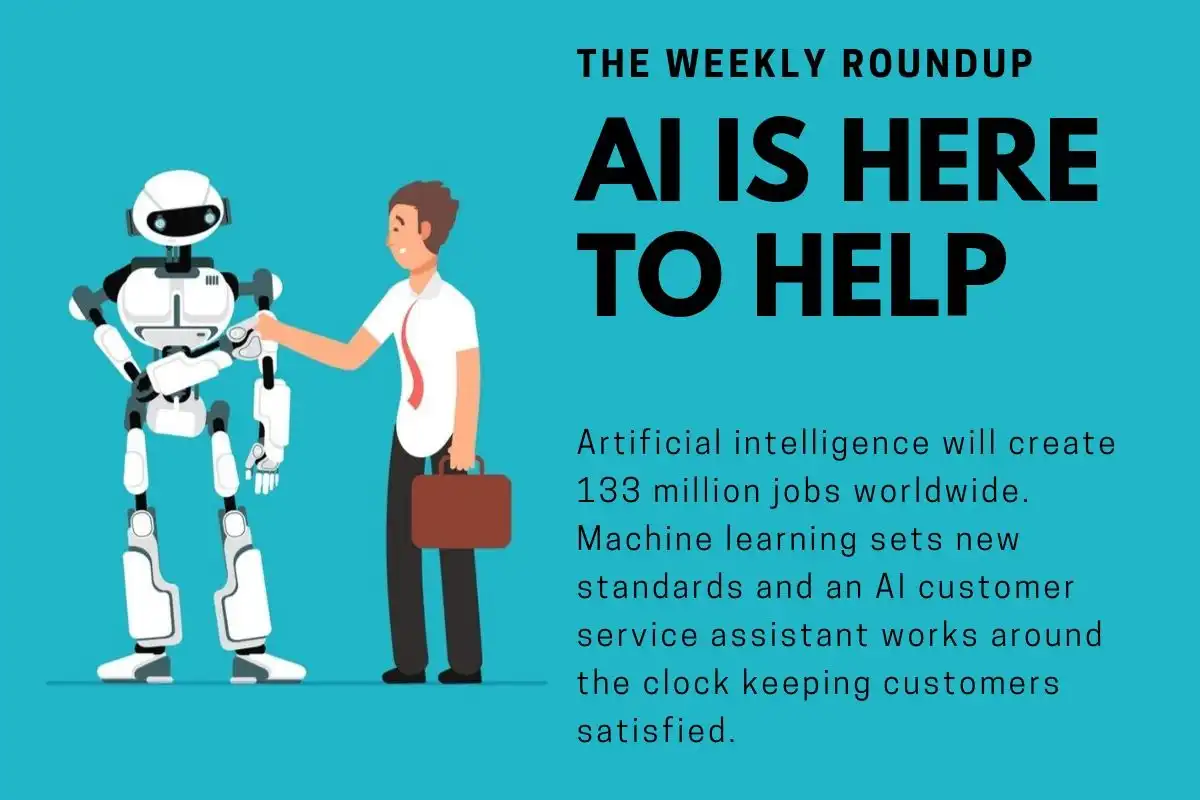 THE WEEKLY ROUNDUP
AI IS HERE
TO HELP
Artificial intelligence will create
133 million jobs worldwide.
Machine learning sets new
standards and an AI customer
service assistant works around
the clock keeping customers
satisfied.